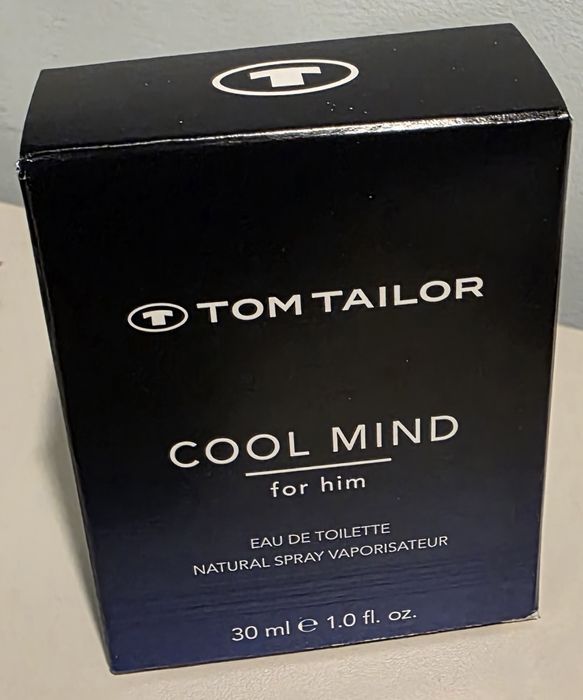 T
TOM TAILOR
COOL MIND
for him
EAU DE TOILETTE
NATURAL SPRAY VAPORISATEUR
30 ml ℮ 1.0 fl. oz.